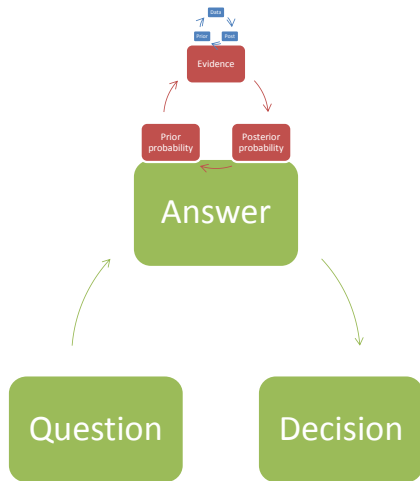 Data
Prior
Post
Evidence
Prior
probability
Posterior
probability
Answer
Question
Decision